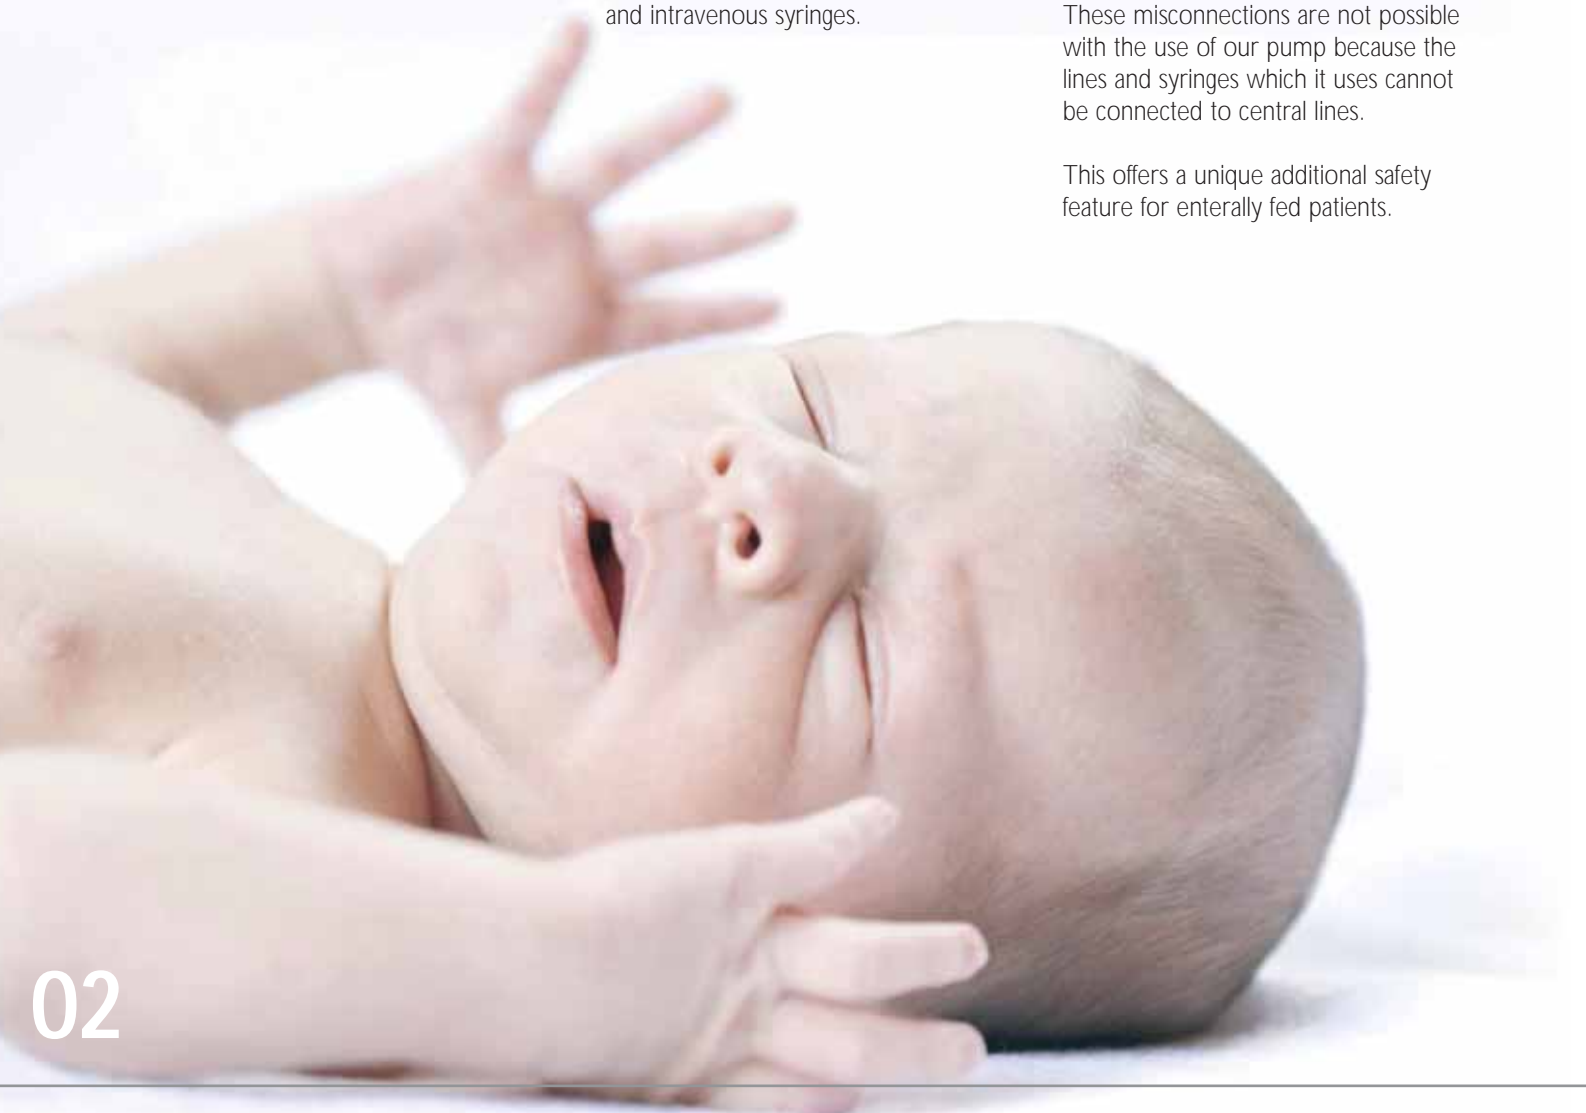 and intravenous syringes.
These misconnections are not possible
with the use of our pump because the
lines and syringes which it uses cannot
be connected to central lines.
This offers a unique additional safety
feature for enterally fed patients.
02